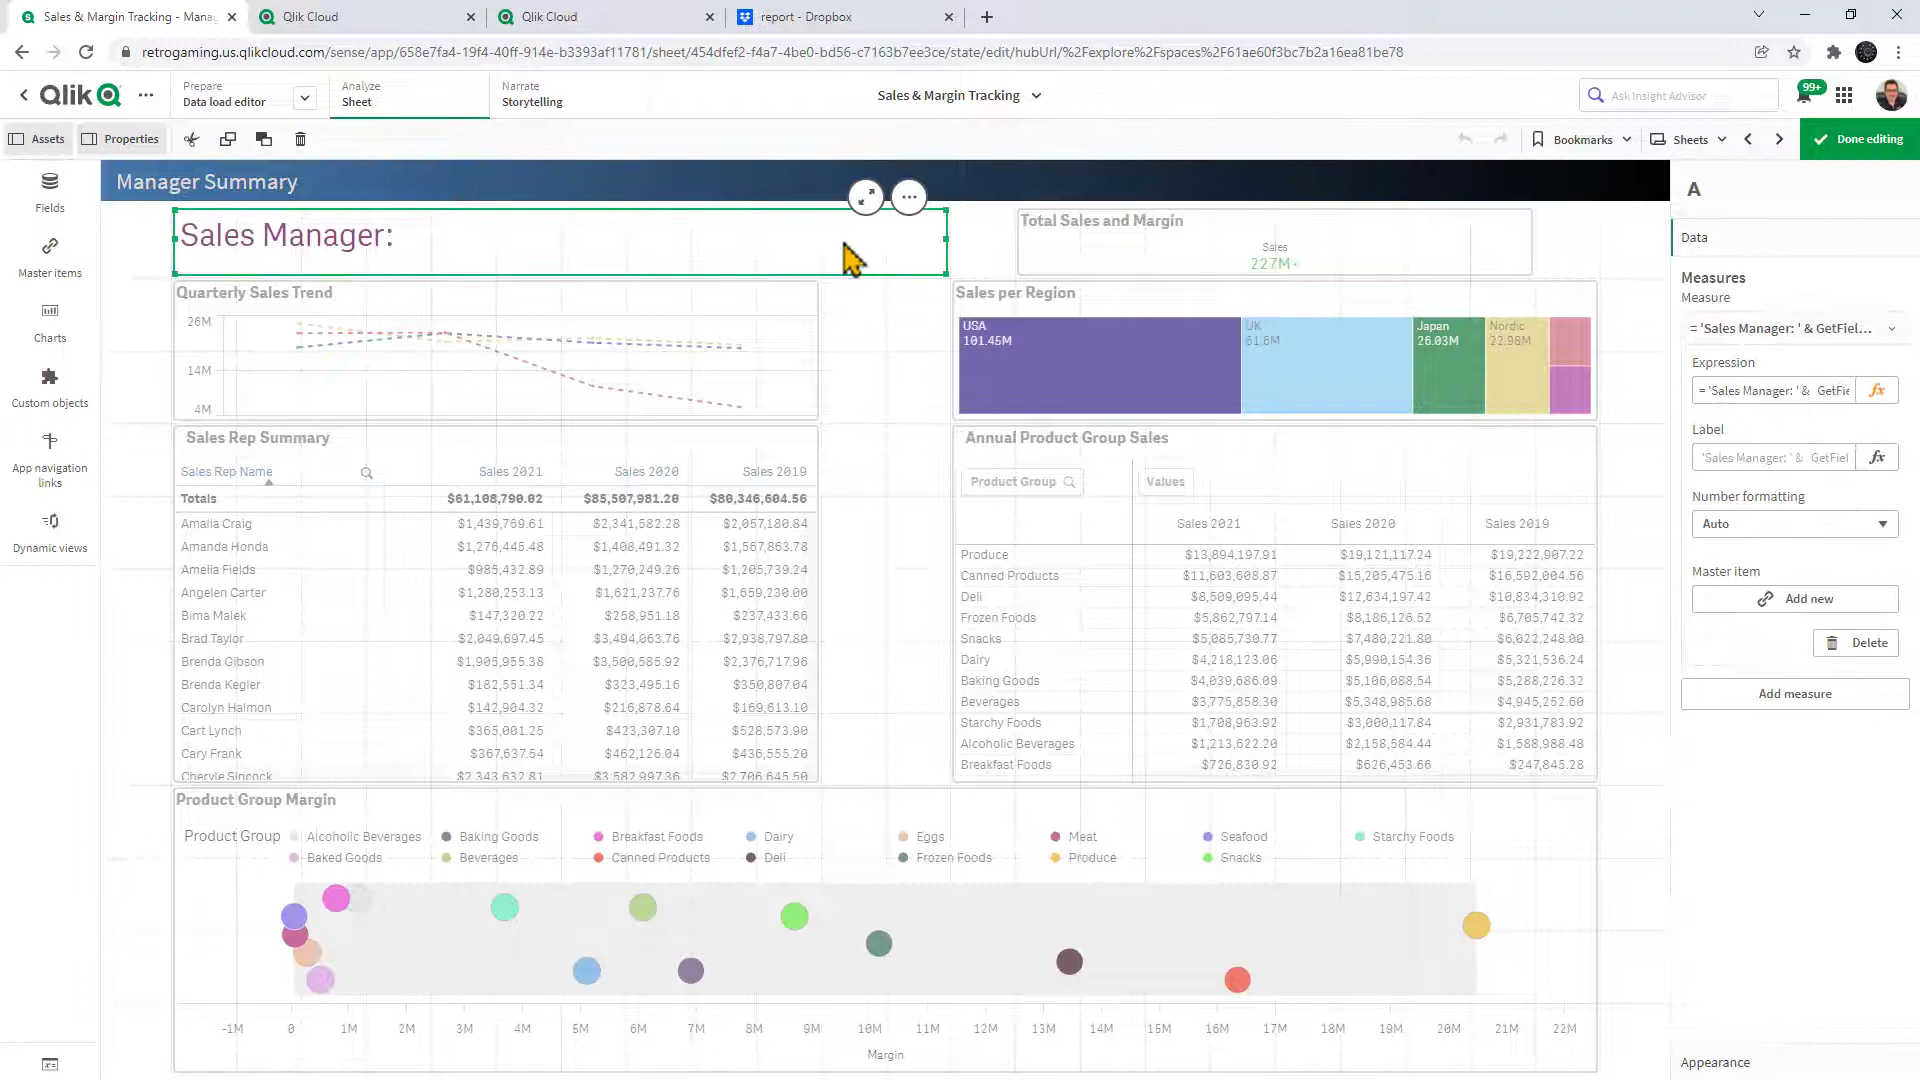 Sales & Margin Tracking - Mana
Qlik Cloud
Qlik Cloud
report - Dropbox
retrogaming.us.qlikcloud.com/sense/app/658e7fa4-19f4-40ff-914e-b3393af11781/sheet/454dfef2-f4a7-4be0-bd56-c7163b7ee3ce/state/edit/hubUrl/%2Fexplore%2Fspaces%2F61ae60f3bc7b2a16ea81be78
Qlik
Prepare
Data load editor
Analyze
Sheet
Narrate
Storytelling
Sales & Margin Tracking
Ask Insight Advisor
99+
Assets
Properties
Bookmarks
Sheets
Done editing
Fields
Master items
Charts
Custom objects
App navigation
links
Dynamic views
Manager Summary
Sales Manager:
Total Sales and Margin
Sales
227M
Quarterly Sales Trend
26M
14M
4M
Sales per Region
USA
101.45M
UK
61.8M
Japan
26.03M
Nordic
22.98M
Sales Rep Summary
Sales Rep Name Sales 2021 Sales 2020 Sales 2019
Totals $61,108,790.02 $85,507,981.20 $80,346,604.56
Amalia Craig $1,439,769.61 $2,341,582.28 $2,057,180.84
Amanda Honda $1,276,445.48 $1,408,491.32 $1,567,863.78
Amelia Fields $985,432.89 $1,270,249.26 $1,205,739.24
Angelen Carter $1,280,253.13 $1,621,237.76 $1,659,230.00
Bima Malek $147,320.22 $258,951.18 $237,433.66
Brad Taylor $2,049,697.45 $3,494,063.76 $2,938,797.80
Brenda Gibson $1,905,955.38 $3,500,585.92 $2,376,717.96
Brenda Kegler $182,551.34 $323,495.16 $350,807.04
Carolyn Halmon $142,904.32 $216,878.64 $169,613.10
Cart Lynch $365,001.25 $423,307.10 $528,573.90
Cary Frank $367,637.54 $462,126.04 $436,555.20
Cheryle Sincock $2,343,632.81 $3,582,997.36 $2,706,645.50
Annual Product Group Sales
Product Group
Values
Sales 2021 Sales 2020 Sales 2019
Produce $13,894,197.91 $19,121,117.24 $19,222,907.22
Canned Products $11,603,608.87 $15,205,475.16 $16,592,004.56
Deli $8,509,095.44 $12,634,197.42 $10,834,310.92
Frozen Foods $5,862,797.14 $8,186,126.52 $6,705,742.32
Snacks $5,085,730.77 $7,480,221.80 $6,022,248.00
Dairy $4,218,123.06 $5,990,154.36 $5,321,536.24
Baking Goods $4,039,686.09 $5,106,088.54 $5,288,226.32
Beverages $3,775,858.30 $5,348,985.68 $4,945,252.60
Starchy Foods $1,708,963.92 $3,000,117.84 $2,931,783.92
Alcoholic Beverages $1,213,622.20 $2,158,584.44 $1,588,988.48
Breakfast Foods $726,830.92 $626,453.66 $247,845.28
Product Group Margin
Product Group Alcoholic Beverages Baking Goods Breakfast Foods Dairy Eggs Meat Seafood Starchy Foods
Baked Goods Beverages Canned Products Deli Frozen Foods Produce Snacks
-1M 0 1M 2M 3M 4M 5M 6M 7M 8M 9M 10M 11M 12M 13M 14M 15M 16M 17M 18M 19M 20M 21M 22M
Margin
A
Data
Measures
Measure
= 'Sales Manager: ' & GetFiel...
Expression
= 'Sales Manager: ' & GetFie
fx
Label
'Sales Manager: ' & GetFiel
fx
Number formatting
Auto
Master item
Add new
Delete
Add measure
Appearance